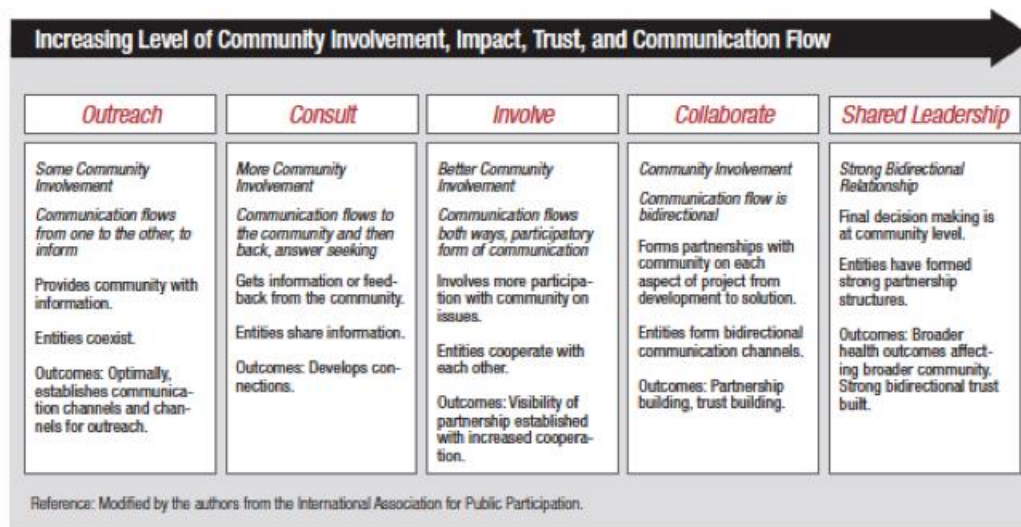 Increasing Level of Community Involvement, Impact, Trust, and Communication Flow
Outreach
Some Community
Involvement
Communication flows
from one to the other, to
inform
Provides community with
information.
Entities coexist.
Outcomes: Optimally,
establishes communica-
tion channels and chan-
nels for outreach.
Consult
More Community
Involvement
Communication flows to
the community and then
back, answer seeking
Gets information or feed-
back from the community.
Entities share information.
Outcomes: Develops con-
nections.
Involve
Better Community
Involvement
Communication flows
both ways, participatory
form of communication
Involves more participa-
tion with community on
issues.
Entities cooperate with
each other.
Outcomes: Visibility of
partnership established
with increased coopera-
tion.
Collaborate
Community Involvement
Communication flow is
bidirectional
Forms partnerships with
community on each
aspect of project from
development to solution.
Entities form bidirectional
communication channels.
Outcomes: Partnership
building, trust building.
Shared Leadership
Strong Bidirectional
Relationship
Final decision making is
at community level.
Entities have formed
strong partnership
structures.
Outcomes: Broader
health outcomes affect-
ing broader community.
Strong bidirectional trust
built.
Reference: Modified by the authors from the International Association for Public Participation.